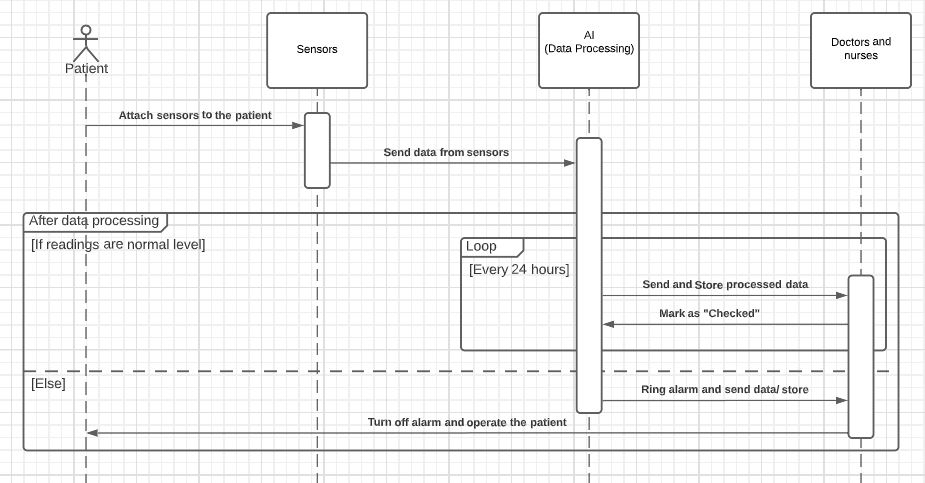 Patient
Sensors
AI
(Data Processing)
Doctors and
nurses
Attach sensors to the patient
Send data from sensors
After data processing
[If readings are normal level]
Loop
[Every 24 hours]
Send and Store processed data
Mark as "Checked"
[Else]
Ring alarm and send data/ store
Turn off alarm and operate the patient